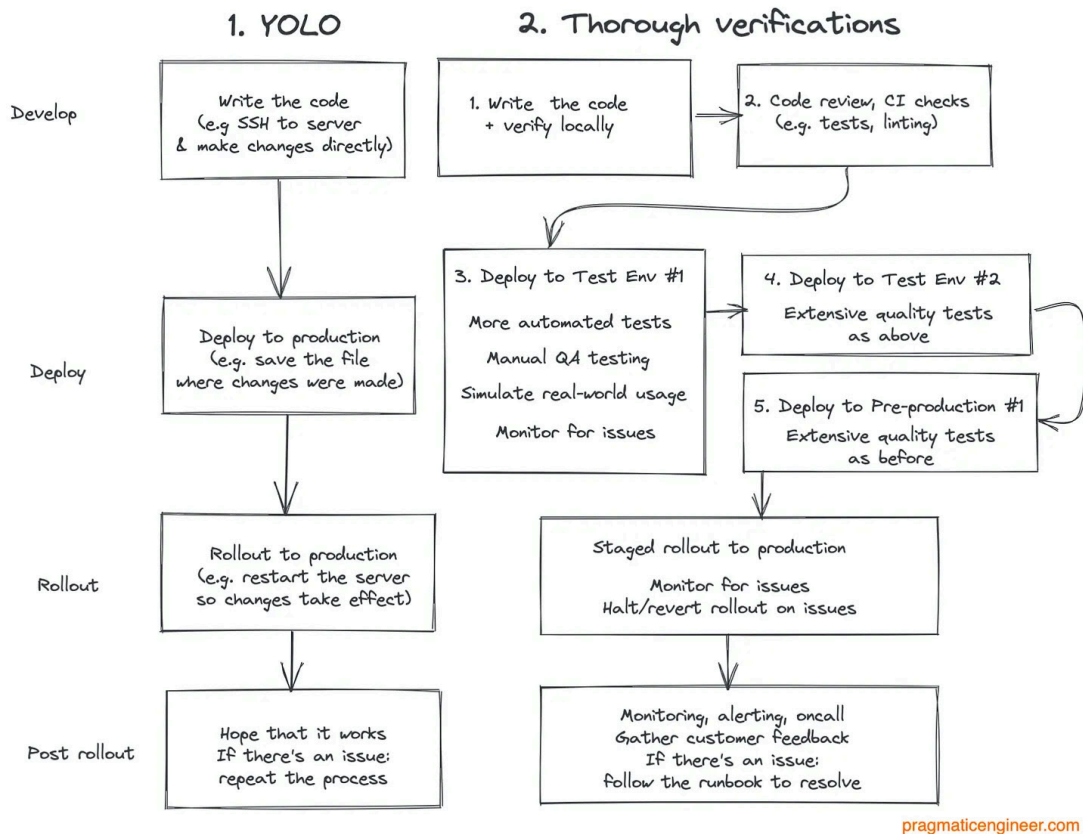 1. YOLO
2. Thorough verifications
Develop
Write the code
(e.g SSH to server
& make changes directly)
1. Write the code
+ verify locally
2. Code review, CI checks
(e.g. tests, linting)
Deploy
Deploy to production
(e.g. save the file
where changes were made)
3. Deploy to Test Env #1
More automated tests
Manual QA testing
Simulate real-world usage
Monitor for issues
4. Deploy to Test Env #2
Extensive quality tests
as above
5. Deploy to Pre-production #1
Extensive quality tests
as before
Rollout
Rollout to production
(e.g. restart the server
so changes take effect)
Staged rollout to production
Monitor for issues
Halt/revert rollout on issues
Post rollout
Hope that it works
If there's an issue:
repeat the process
Monitoring, alerting, oncall
Gather customer feedback
If there's an issue:
follow the runbook to resolve
pragmaticengineer.com